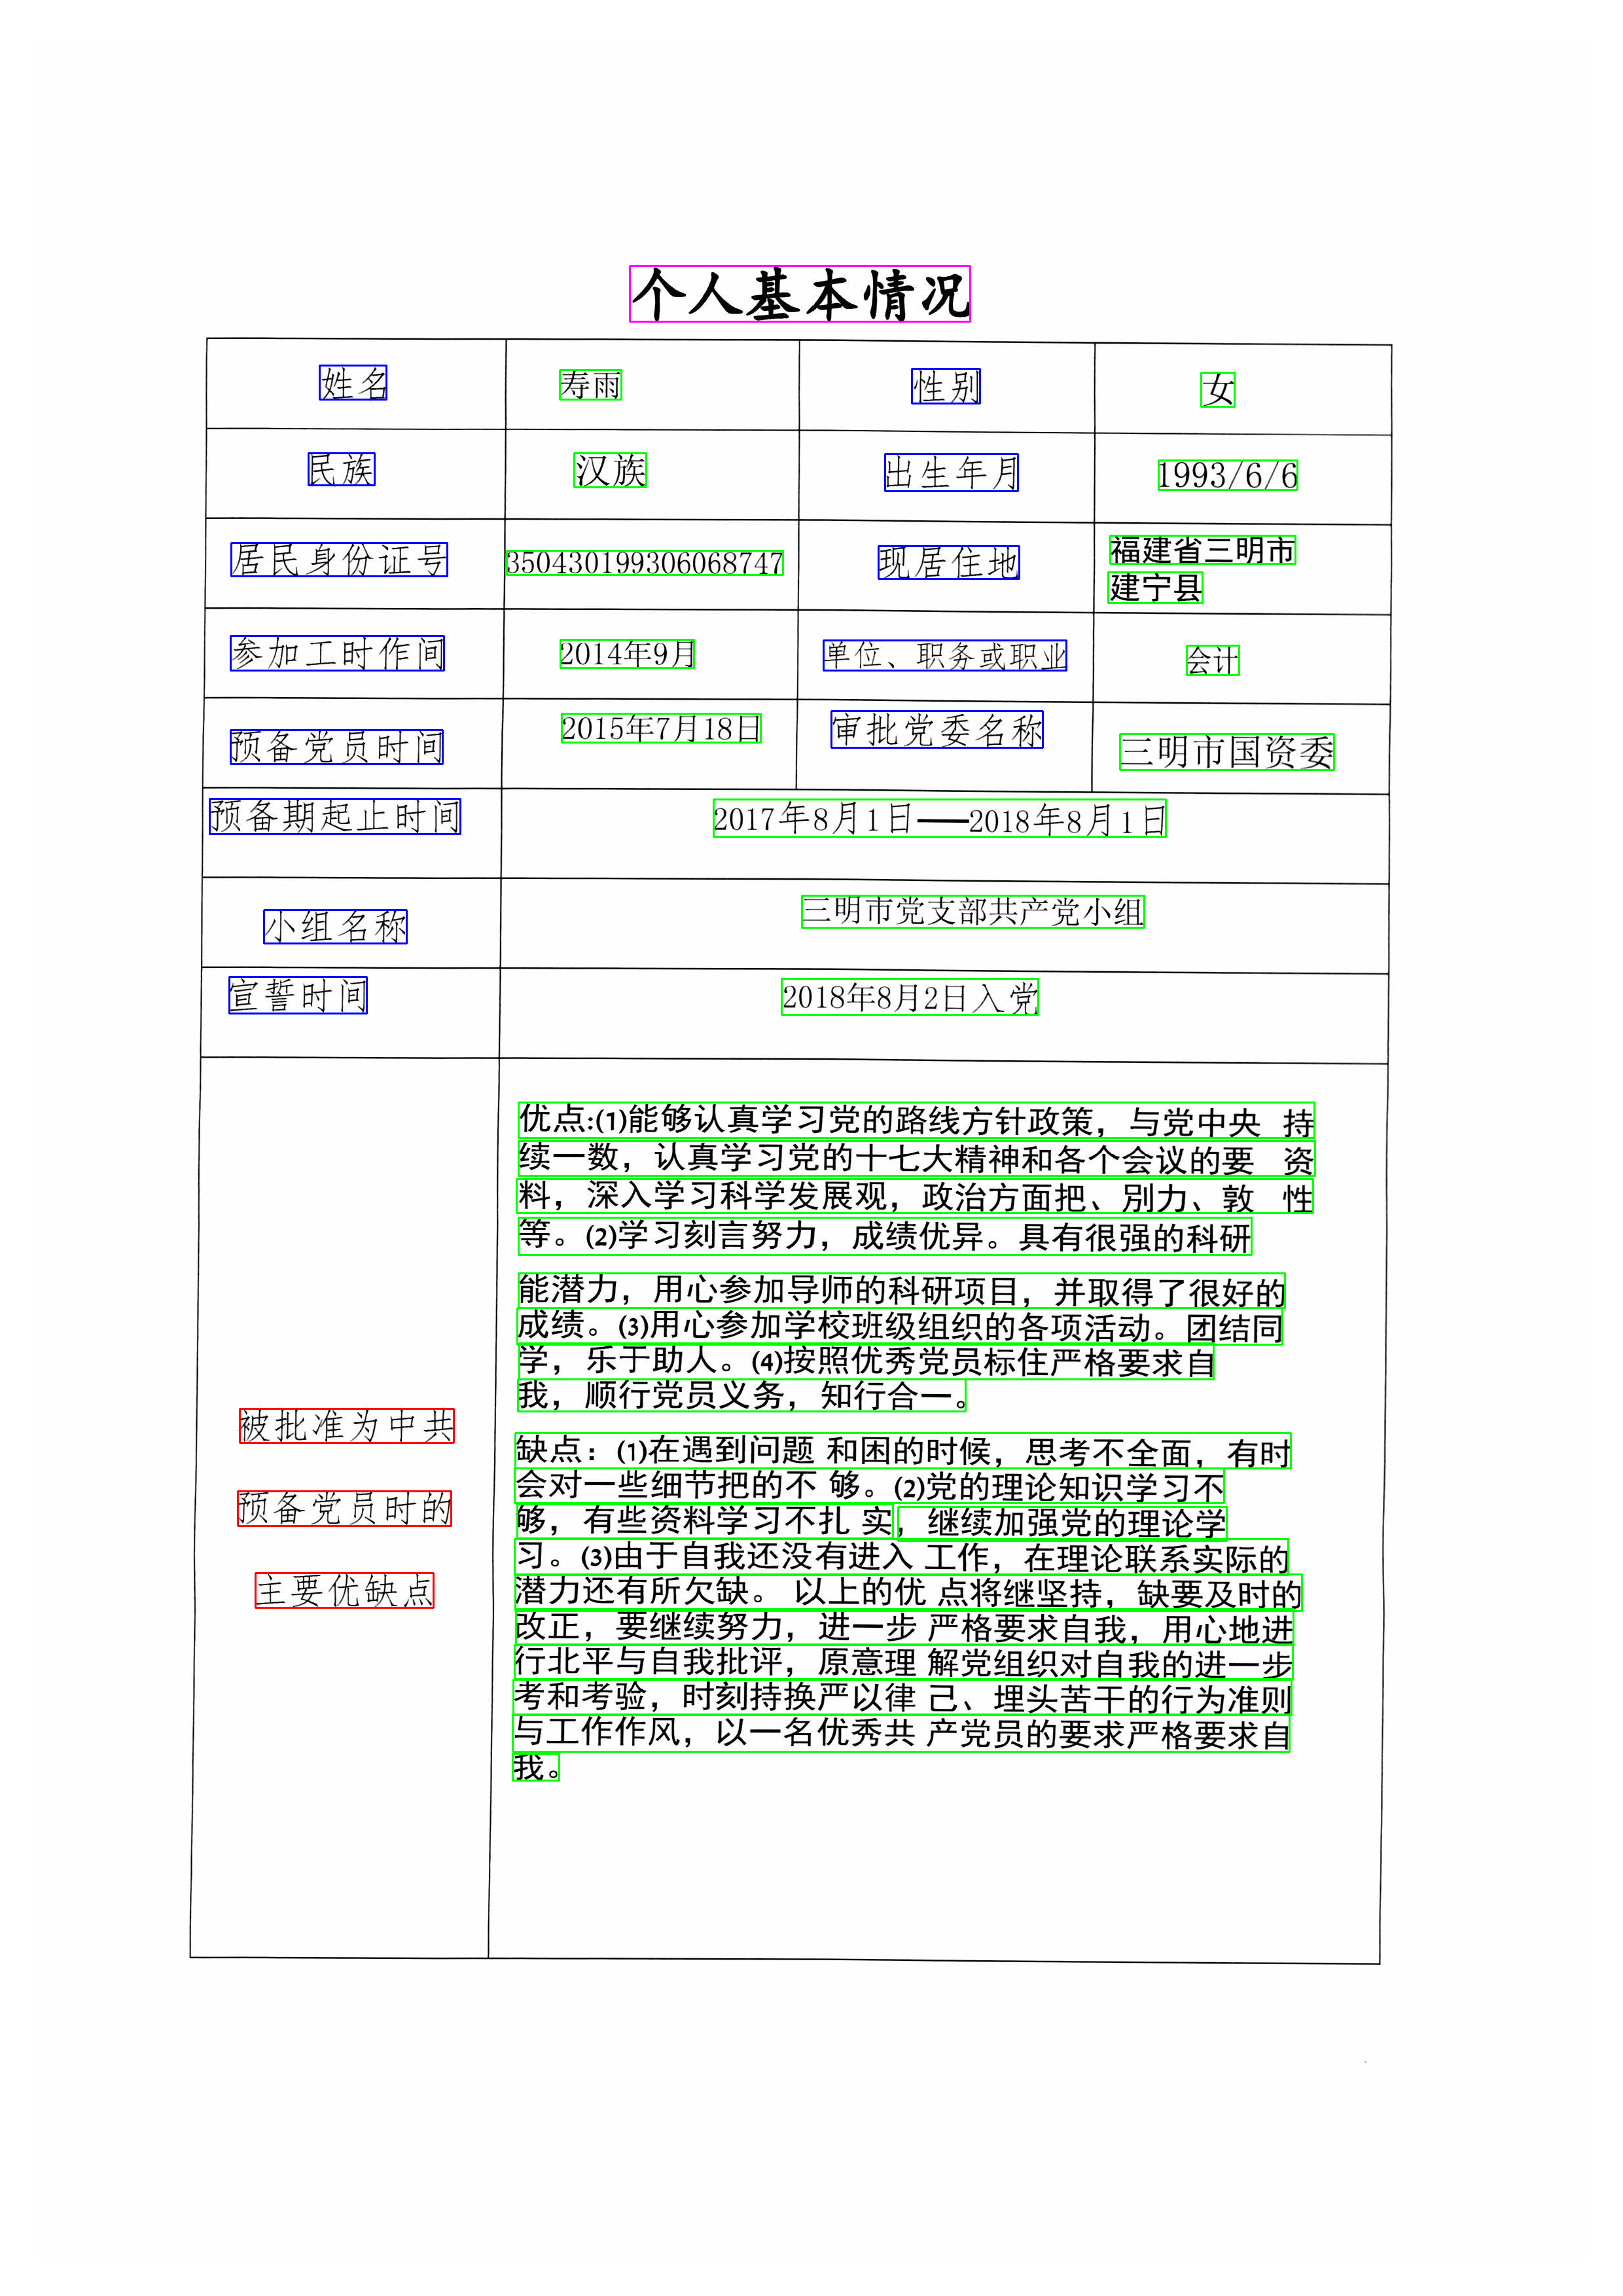 个人基本情况
姓名 寿雨 性别 女
民族 汉族 出生年月 1993/6/6
居民身份证号 350430199306068747 现居住地 福建省三明市
建宁县
参加工时作间 2014年9月 单位、职务或职业 会计
预备党员时间 2015年7月18日 审批党委名称 三明市国资委
预备期起止时间 2017年8月1日——2018年8月1日
小组名称 三明市党支部共产党小组
宣誓时间 2018年8月2日入党
被批准为中共
预备党员时的
主要优缺点
优点:(1)能够认真学习党的路线方针政策，与党中央 持
续一数，认真学习党的十七大精神和各个会议的要 资
料，深入学习科学发展观，政治方面把、别力、敦 性
等。(2)学习刻言努力，成绩优异。具有很强的科研
能潜力，用心参加导师的科研项目，并取得了很好的
成绩。(3)用心参加学校班级组织的各项活动。团结同
学，乐于助人。(4)按照优秀党员标住严格要求自
我，顺行党员义务，知行合一。
缺点：(1)在遇到问题 和困的时候，思考不全面，有时
会对一些细节把的不 够。(2)党的理论知识学习不
够，有些资料学习不扎 实，继续加强党的理论学
习。(3)由于自我还没有进入 工作，在理论联系实际的
潜力还有所欠缺。 以上的优 点将继坚持，缺要及时的
改正，要继续努力，进一步 严格要求自我，用心地进
行北平与自我批评，原意理 解党组织对自我的进一步
考和考验，时刻持换严以律 己、埋头苦干的行为准则
与工作作风，以一名优秀共 产党员的要求严格要求自
我。